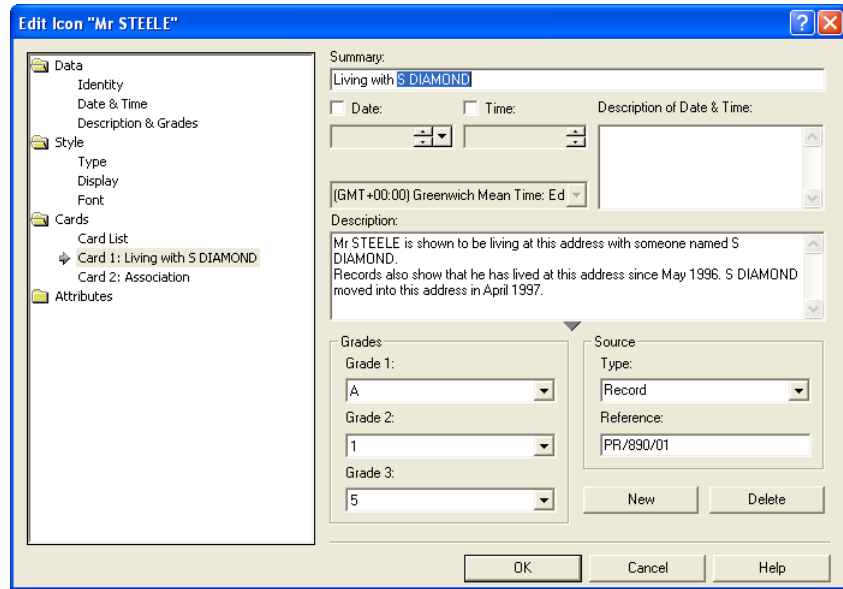 Edit Icon "Mr STEELE"
Data
Identity
Date & Time
Description & Grades
Style
Type
Display
Font
Cards
Card List
Card 1: Living with S DIAMOND
Card 2: Association
Attributes
Summary:
Living with S DIAMOND
Date:
Time:
Description of Date & Time:
(GMT+00:00) Greenwich Mean Time: Ed
Description:
Mr STEELE is shown to be living at this address with someone named S
DIAMOND.
Records also show that he has lived at this address since May 1996. S DIAMOND
moved into this address in April 1997.
Grades
Grade 1:
A
Grade 2:
1
Grade 3:
5
Source
Type:
Record
Reference:
PR/890/01
New
Delete
OK
Cancel
Help